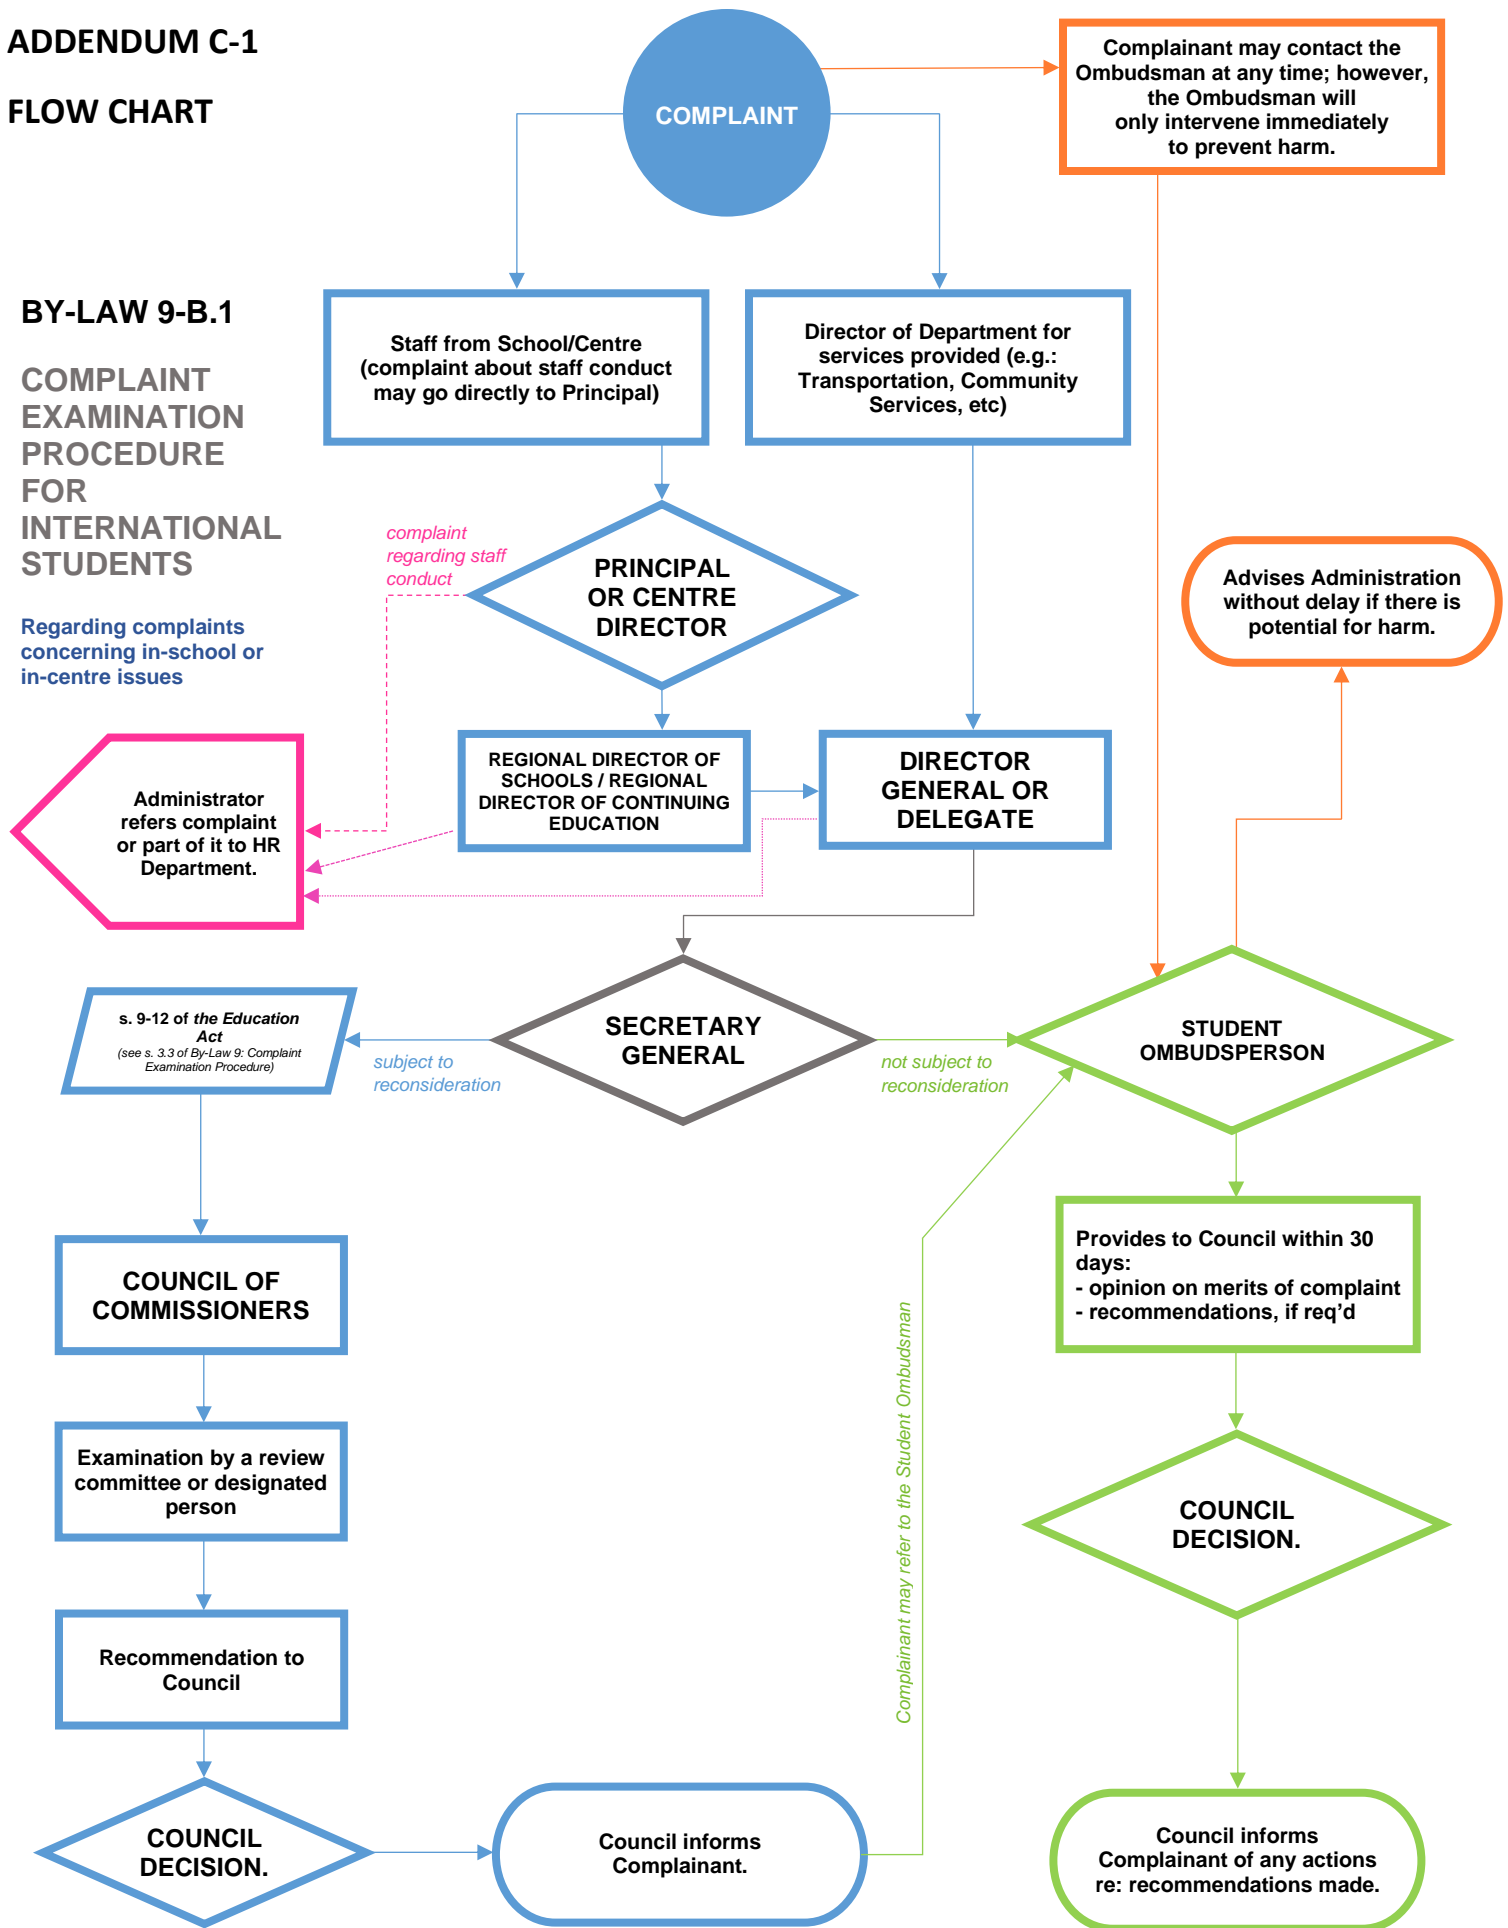 ADDENDUM C-1
FLOW CHART
COMPLAINT
Complainant may contact the
Ombudsman at any time; however,
the Ombudsman will
only intervene immediately
to prevent harm.
BY-LAW 9-B.1
COMPLAINT
EXAMINATION
PROCEDURE
FOR
INTERNATIONAL
STUDENTS
Regarding complaints
concerning in-school or
in-centre issues
Staff from School/Centre
(complaint about staff conduct
may go directly to Principal)
Director of Department for
services provided (e.g.:
Transportation, Community
Services, etc)
complaint
regarding staff
conduct
PRINCIPAL
OR CENTRE
DIRECTOR
Advises Administration
without delay if there is
potential for harm.
Administrator
refers complaint
or part of it to HR
Department.
REGIONAL DIRECTOR OF
SCHOOLS / REGIONAL
DIRECTOR OF CONTINUING
EDUCATION
DIRECTOR
GENERAL OR
DELEGATE
s. 9-12 of the Education
Act
(see s. 3.3 of By-Law 9: Complaint
Examination Procedure)
subject to
reconsideration
SECRETARY
GENERAL
not subject to
reconsideration
STUDENT
OMBUDSPERSON
COUNCIL OF
COMMISSIONERS
Provides to Council within 30
days:
- opinion on merits of complaint
- recommendations, if req’d
Complainant may refer to the Student Ombudsman
Examination by a review
committee or designated
person
COUNCIL
DECISION.
Recommendation to
Council
COUNCIL
DECISION.
Council informs
Complainant.
Council informs
Complainant of any actions
re: recommendations made.